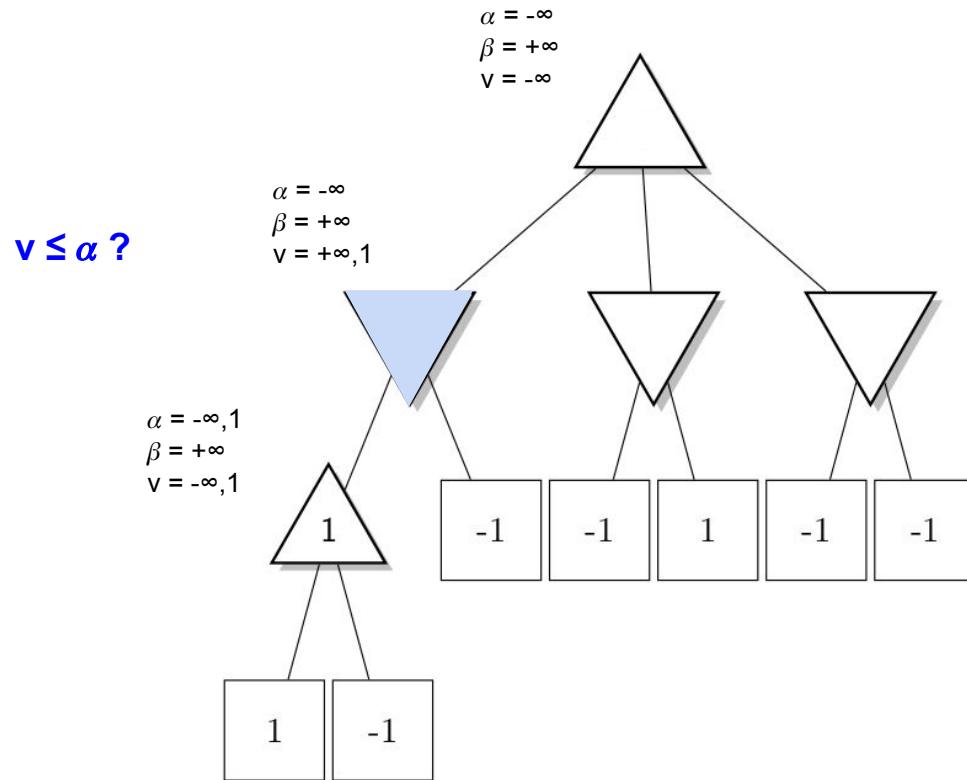 α = -∞
β = +∞
v = -∞
α = -∞
β = +∞
v = +∞,1
v ≤ α ?
α = -∞,1
β = +∞
v = -∞,1
1
-1
-1
1
-1
-1
1
-1